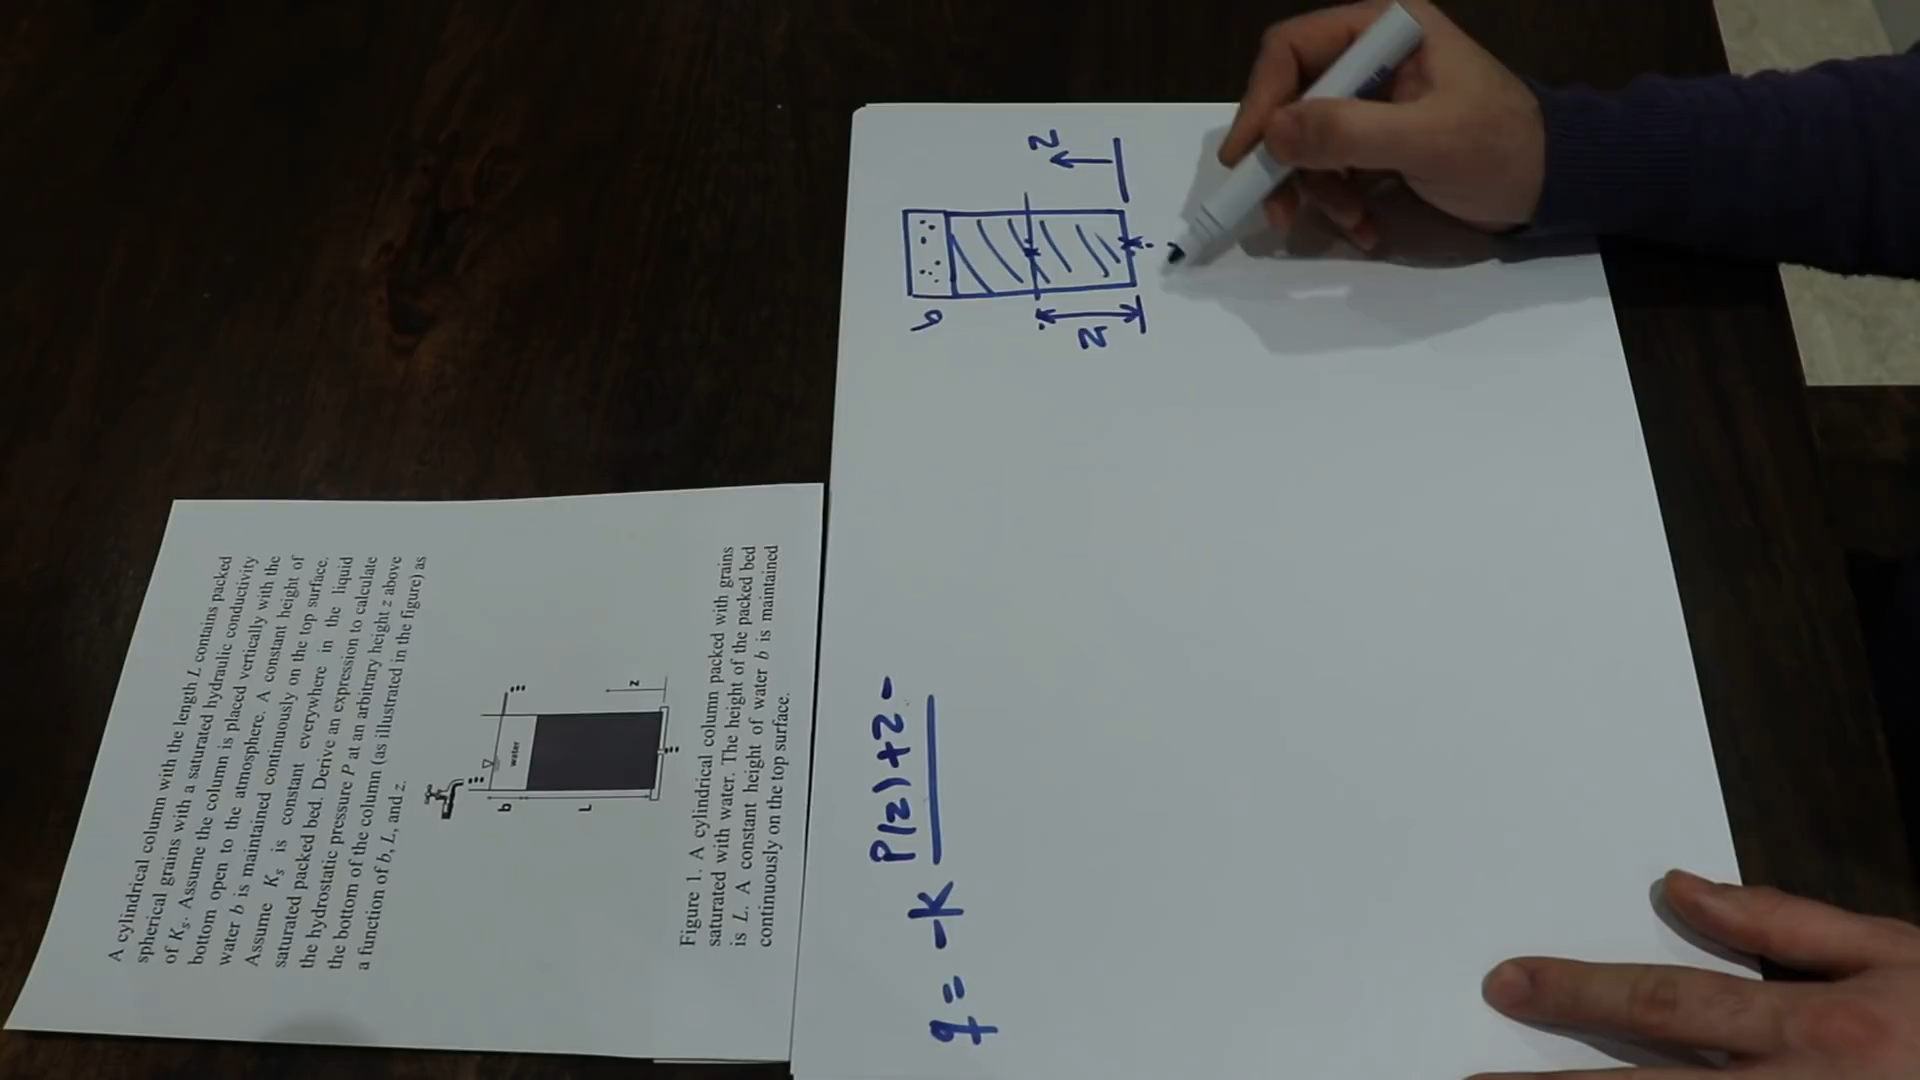 A cylindrical column with the length L contains packed
spherical grains with a saturated hydraulic conductivity
of Ks. Assume the column is placed vertically with the
bottom open to the atmosphere. A constant height of
water b is maintained continuously on the top surface.
Assume Ks is constant everywhere in the liquid
saturated packed bed. Derive an expression to calculate
the hydrostatic pressure P at an arbitrary height z above
the bottom of the column (as illustrated in the figure) as
a function of b, L, and z.
water
b
L
z
Figure 1. A cylindrical column packed with grains
saturated with water. The height of the packed bed
is L. A constant height of water b is maintained
continuously on the top surface.
z
b
z
q = -K P(z)+z-